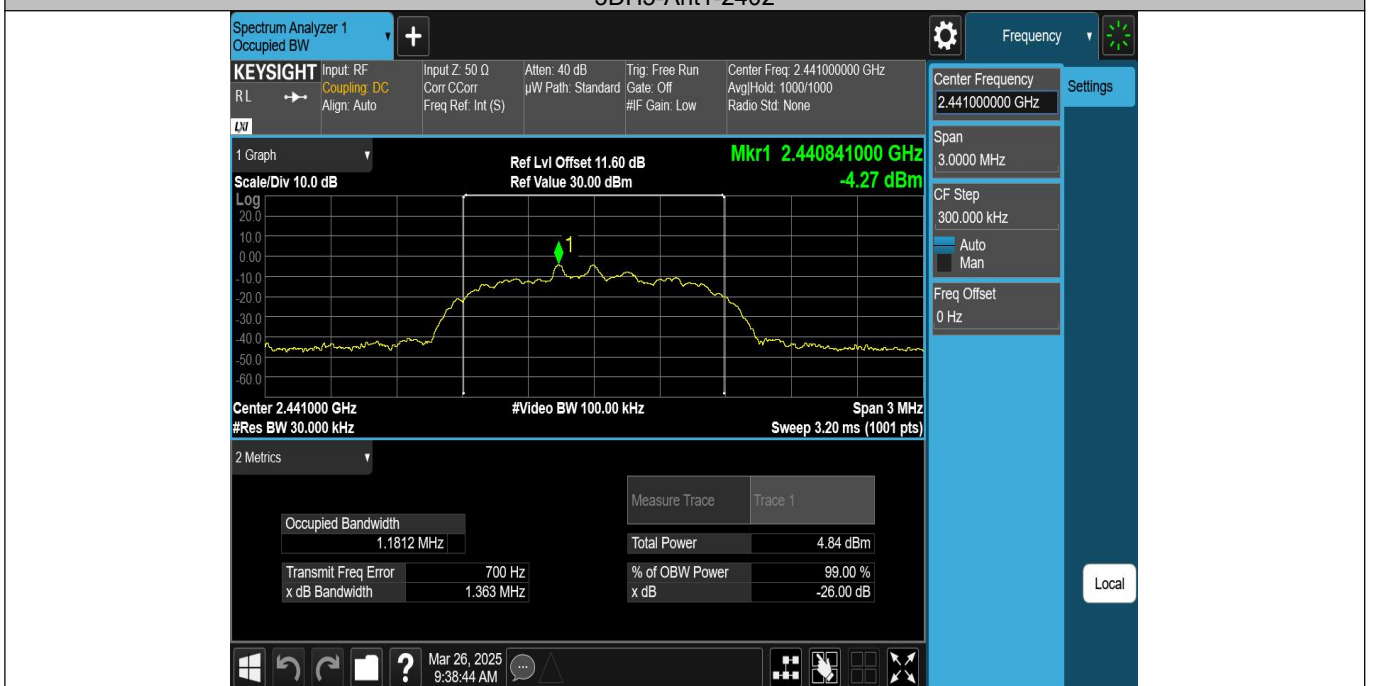 3DH5-Ant1-2402
Spectrum Analyzer 1
Occupied BW
+
Frequency
KEYSIGHT
RL
LXI
Input: RF
Coupling: DC
Align: Auto
Input Z: 50 Ω
Corr CCorr
Freq Ref: Int (S)
Atten: 40 dB
µW Path: Standard
Trig: Free Run
Gate: Off
#IF Gain: Low
Center Freq: 2.441000000 GHz
Avg|Hold: 1000/1000
Radio Std: None
Center Frequency
2.441000000 GHz
Settings
Span
3.0000 MHz
CF Step
300.000 kHz
Auto
Man
Freq Offset
0 Hz
Local
1 Graph
Scale/Div 10.0 dB
Ref Lvl Offset 11.60 dB
Ref Value 30.00 dBm
Mkr1 2.440841000 GHz
-4.27 dBm
Log
20.0
10.0
0.00
-10.0
-20.0
-30.0
-40.0
-50.0
-60.0
1
Center 2.441000 GHz
#Res BW 30.000 kHz
#Video BW 100.00 kHz
Span 3 MHz
Sweep 3.20 ms (1001 pts)
2 Metrics
Measure Trace Trace 1
Occupied Bandwidth
1.1812 MHz
Total Power 4.84 dBm
Transmit Freq Error 700 Hz
% of OBW Power 99.00 %
x dB Bandwidth 1.363 MHz
x dB -26.00 dB
?
Mar 26, 2025
9:38:44 AM